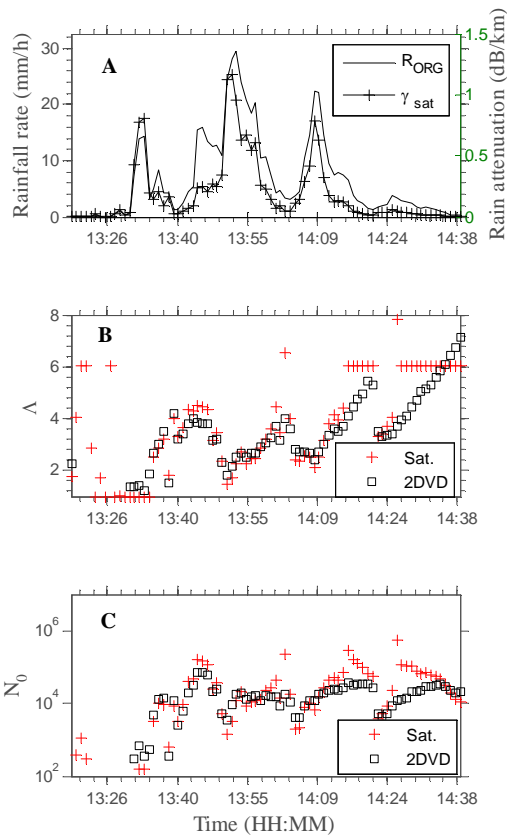 A
Rainfall rate (mm/h)
30
20
10
0
Rain attenuation (dB/km)
1.5
1
0.5
0
R_ORG
γ_sat
13:26 13:40 13:55 14:09 14:24 14:38
B
Λ
8
6
4
2
Sat.
2DVD
13:26 13:40 13:55 14:09 14:24 14:38
C
N_0
10^6
10^4
10^2
Sat.
2DVD
13:26 13:40 13:55 14:09 14:24 14:38
Time (HH:MM)